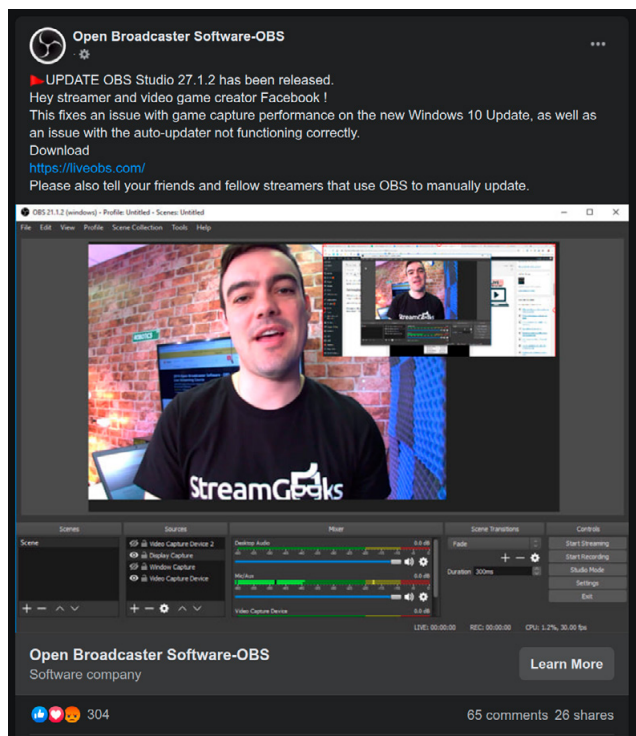 Open Broadcaster Software-OBS
UPDATE OBS Studio 27.1.2 has been released.
Hey streamer and video game creator Facebook !
This fixes an issue with game capture performance on the new Windows 10 Update, as well as
an issue with the auto-updater not functioning correctly.
Download
https://liveobs.com/
Please also tell your friends and fellow streamers that use OBS to manually update.
OBS 21.1.2 (windows) - Profile: Untitled - Scenes: Untitled
File Edit View Profile Scene Collection Tools Help
ROBOTICS
StreamGeeks
Scenes Sources Mixer Scene Transitions Controls
Scene
Video Capture Device 2
Display Capture
Window Capture
Video Capture Device
Desktop Audio 0.0 dB
Mic/Aux 0.0 dB
Video Capture Device 0.0 dB
Fade
Duration 300ms
Start Streaming
Start Recording
Studio Mode
Settings
Exit
LIVE: 00:00:00 REC: 00:00:00 CPU: 1.2%, 30.00 fps
Open Broadcaster Software-OBS
Software company
Learn More
304
65 comments 26 shares